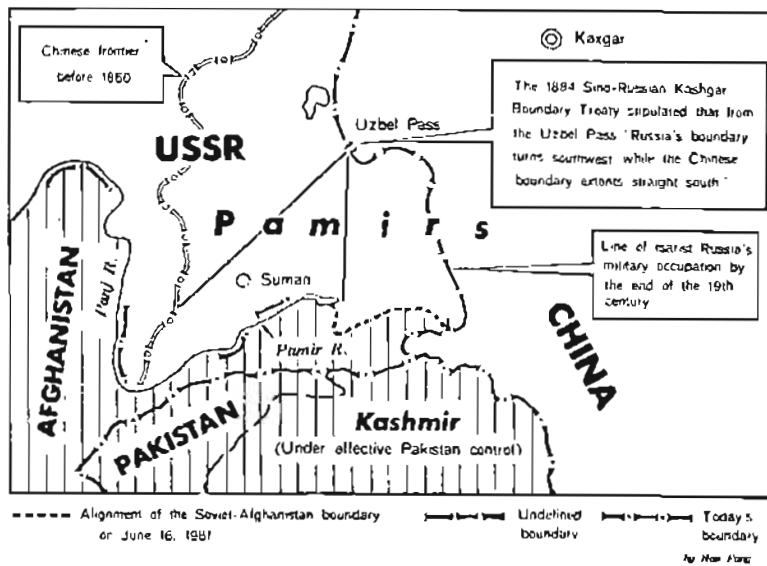 Chinese frontier
before 1860
Kaxgar
The 1884 Sino-Russian Kashgar
Boundary Treaty stipulated that from
the Uzbel Pass "Russia's boundary
turns southwest while the Chinese
boundary extents straight south"
Uzbel Pass
USSR
Pamirs
Line of tsarist Russia's
military occupation by
the end of the 19th
century
Suman
Panj R.
Pamir R.
AFGHANISTAN
CHINA
PAKISTAN
Kashmir
(Under effective Pakistan control)
Alignment of the Soviet-Afghanistan boundary
on June 16, 1981
Undefined
boundary
Today's
boundary
by